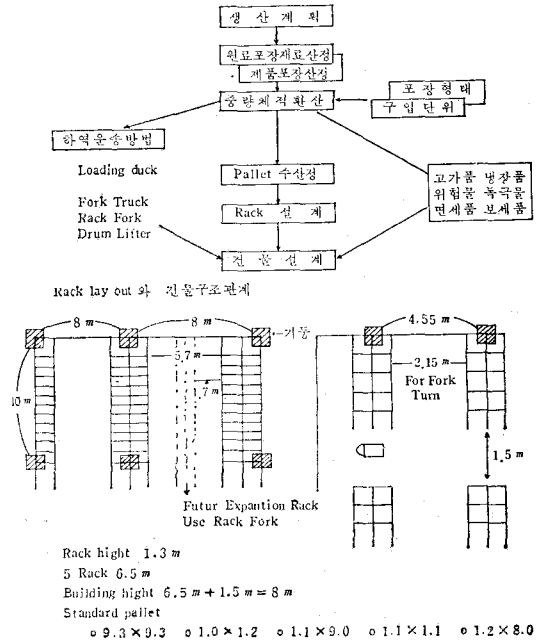 생산계획
원료포장재료산정
제품포장산정
중량체적환산
포장형태
구입단위
하역운송방법
Loading duck
Fork Truck
Rack Fork
Drum Lifter
Pallet 수산정
Rack 설계
건물설계
고가품 냉장품
위험물 독극물
면세품 보세품
Rack lay out 와 건물구조관계
8 m
8 m
기둥
5.7 m
1.7 m
10 m
Futur Expantion Rack
Use Rack Fork
4.55 m
2.15 m
For Fork
Turn
1.5 m
Rack hight 1.3 m
5 Rack 6.5 m
Building hight 6.5 m + 1.5 m = 8 m
Standard pallet
o 9.3 × 9.3 o 1.0 × 1.2 o 1.1 × 9.0 o 1.1 × 1.1 o 1.2 × 8.0